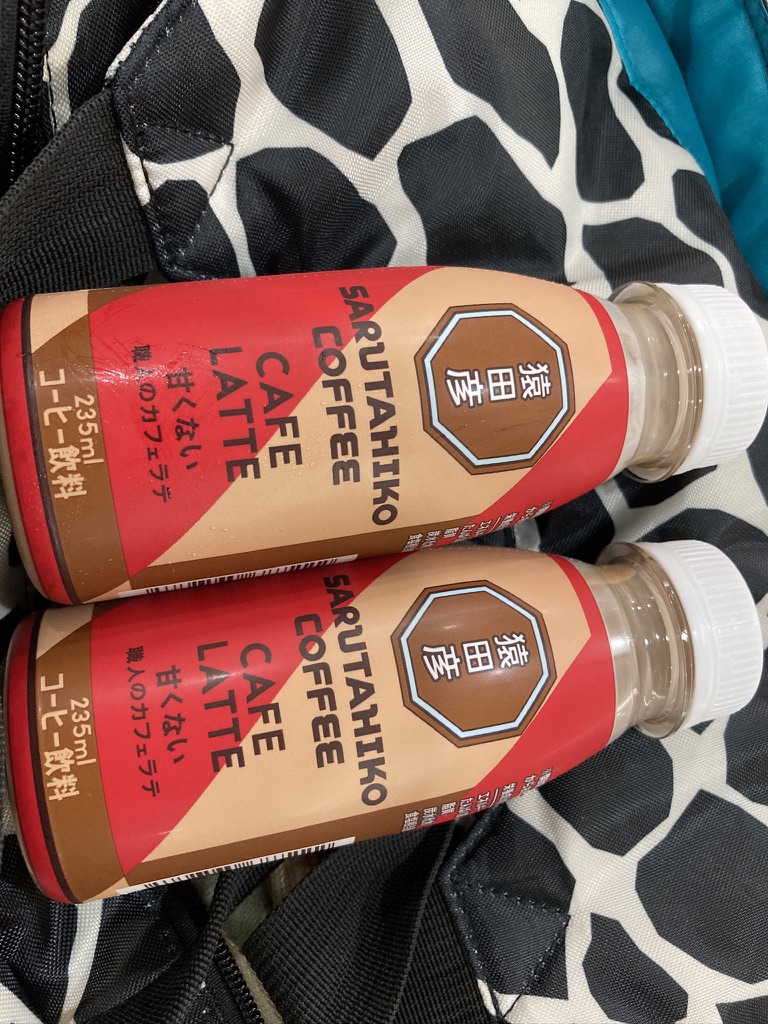 猿田彦
SARUTAHIKO
COFFEE
CAFE
LATTE
甘くない
職人のカフェラテ
235ml
コーヒー飲料
猿田彦
SARUTAHIKO
COFFEE
CAFE
LATTE
甘くない
職人のカフェラテ
235ml
コーヒー飲料